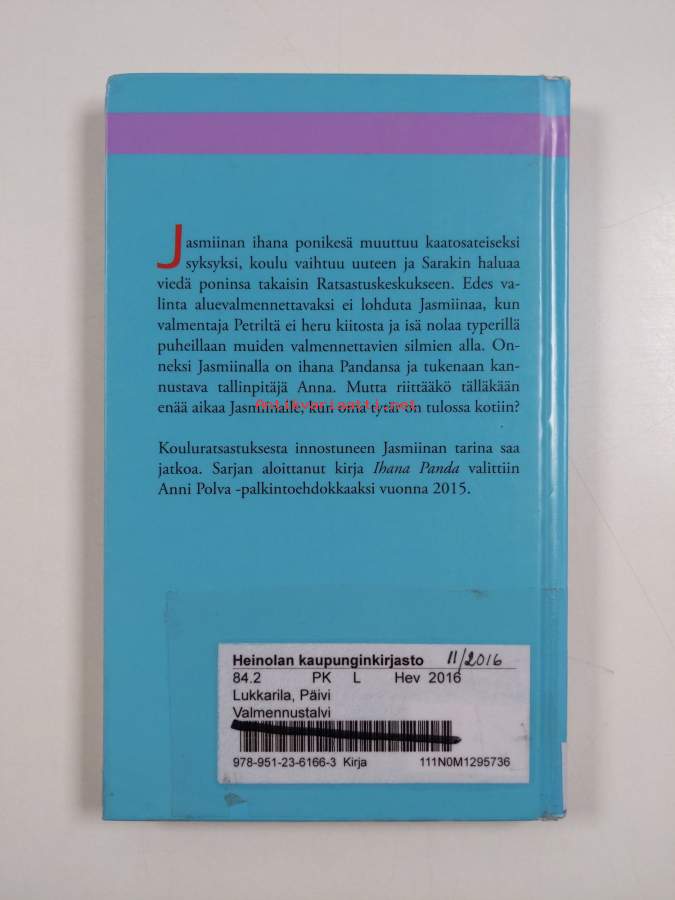 Jasmiinan ihana ponikesä muuttuu kaatosateiseksi
syksyksi, koulu vaihtuu uuteen ja Sarakin haluaa
viedä poninsa takaisin Ratsastuskeskukseen. Edes va-
linta aluevalmennettavaksi ei lohduta Jasmiinaa, kun
valmentaja Petriltä ei heru kiitosta ja isä nolaa typerillä
puheillaan muiden valmennettavien silmien alla. On-
neksi Jasmiinalla on ihana Pandansa ja tukenaan kan-
nustava tallinpitäjä Anna. Mutta riittääkö tälläkään
enää aikaa Jasmiinalle, kun oma tytär on tulossa kotiin?
Antikvariaatti.net
Kouluratsastuksesta innostuneen Jasmiinan tarina saa
jatkoa. Sarjan aloittanut kirja Ihana Panda valittiin
Anni Polva -palkintoehdokkaaksi vuonna 2015.
Heinolan kaupunginkirjasto 11/2016
84.2 PK L Hev 2016
Lukkarila, Päivi
Valmennustalvi
978-951-23-6166-3 Kirja 111N0M1295736